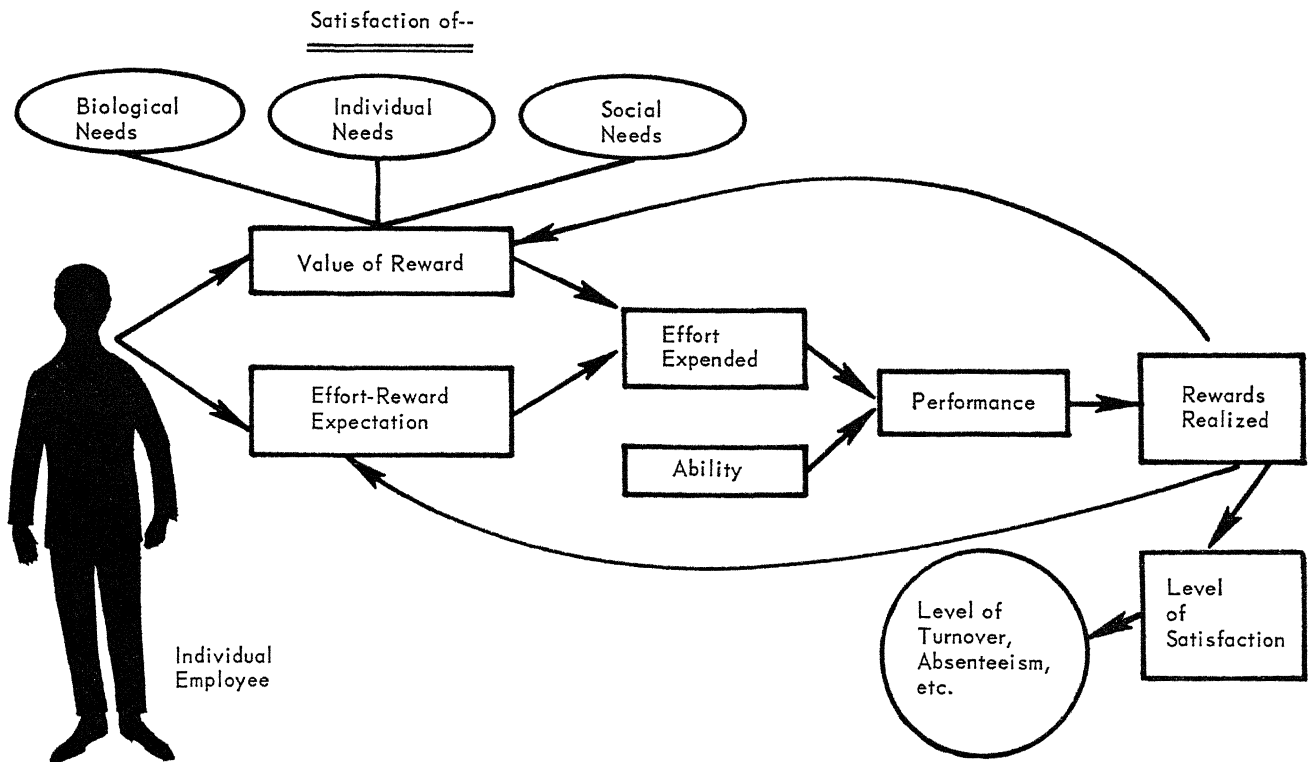 Satisfaction of--
Biological
Needs
Individual
Needs
Social
Needs
Value of Reward
Effort-Reward
Expectation
Effort
Expended
Ability
Performance
Rewards
Realized
Level
of
Satisfaction
Level of
Turnover,
Absenteeism,
etc.
Individual
Employee